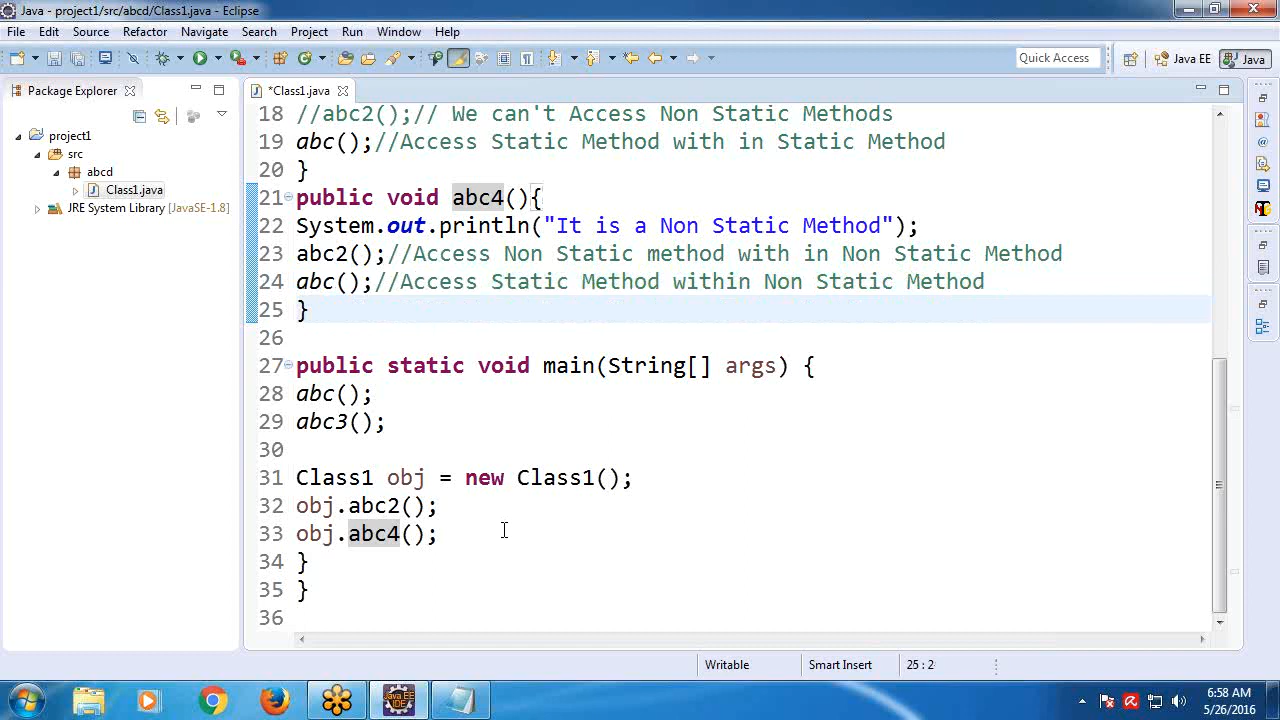 Java - project1/src/abcd/Class1.java - Eclipse
File Edit Source Refactor Navigate Search Project Run Window Help
Quick Access Java EE Java
Package Explorer
project1
src
abcd
Class1.java
JRE System Library [JavaSE-1.8]
*Class1.java
18 //abc2();// We can't Access Non Static Methods
19 abc();//Access Static Method with in Static Method
20 }
21 public void abc4(){
22 System.out.println("It is a Non Static Method");
23 abc2();//Access Non Static method with in Non Static Method
24 abc();//Access Static Method within Non Static Method
25 }
26
27 public static void main(String[] args) {
28 abc();
29 abc3();
30
31 Class1 obj = new Class1();
32 obj.abc2();
33 obj.abc4();
34 }
35 }
36
Writable Smart Insert 25 : 2
Java EE
IDE
6:58 AM
5/26/2016